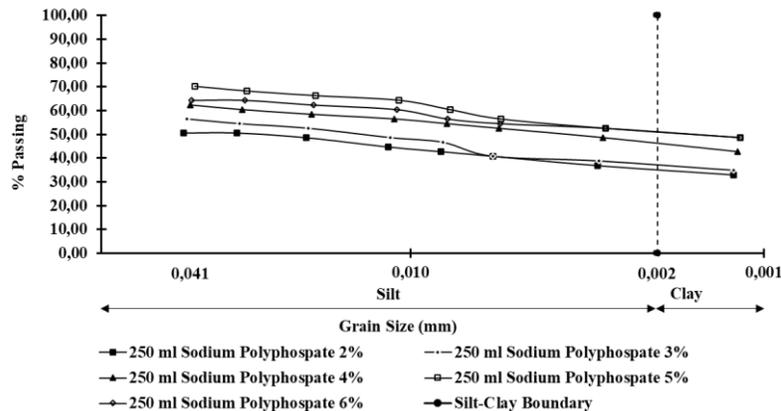 100,00
90,00
80,00
70,00
60,00
50,00
40,00
30,00
20,00
10,00
0,00
% Passing
0,041 0,010 0,002 0,001
Silt Clay
Grain Size (mm)
250 ml Sodium Polyphospate 2% 250 ml Sodium Polyphospate 3%
250 ml Sodium Polyphospate 4% 250 ml Sodium Polyphospate 5%
250 ml Sodium Polyphospate 6% Silt-Clay Boundary